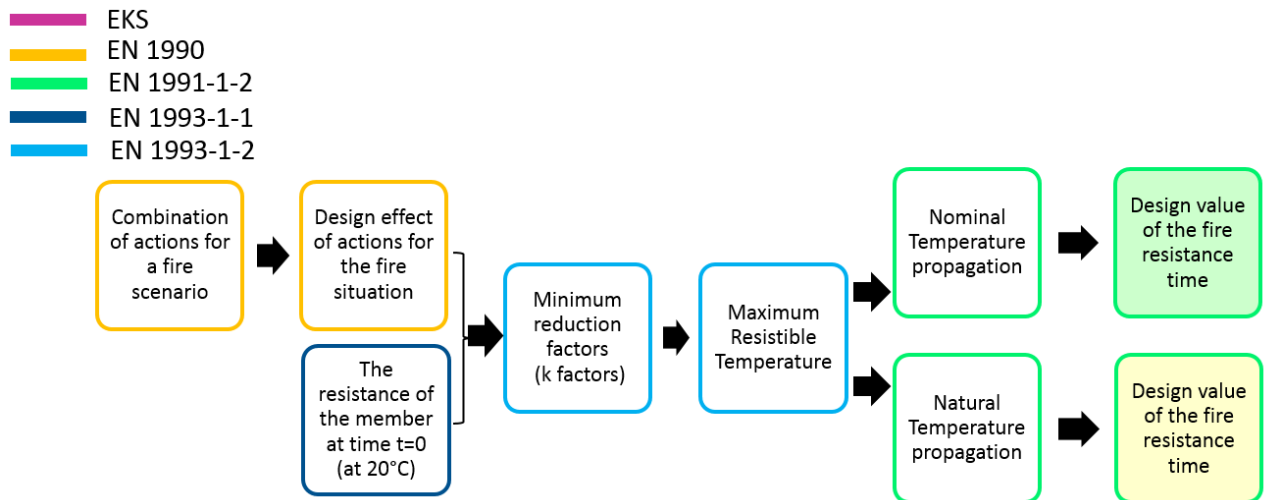 EKS
EN 1990
EN 1991-1-2
EN 1993-1-1
EN 1993-1-2
Combination
of actions for
a fire
scenario
Design effect
of actions for
the fire
situation
The
resistance of
the member
at time t=0
(at 20°C)
Minimum
reduction
factors
(k factors)
Maximum
Resistible
Temperature
Nominal
Temperature
propagation
Design value
of the fire
resistance
time
Natural
Temperature
propagation
Design value
of the fire
resistance
time